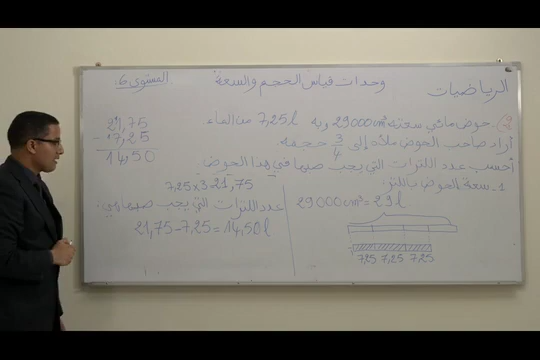 الرياضيات
وحدات قياس الحجم والسعة
المستوى 6
2. حوض مائي سعته 29000cm³ وبه 7,25 l من الماء
أراد صاحب الحوض ملأه إلى 3/4 حجمه
أحسب عدد اللترات التي يجب صبها في هذا الحوض.
1 ـ سعة الحوض باللتر:
29000cm³ = 29 l
7,25 7,25 7,25
7,25 x 3 = 21,75
عدد اللترات التي يجب صبها هي:
21,75 - 7,25 = 14,50 l
21,75
- 7,25
14,50